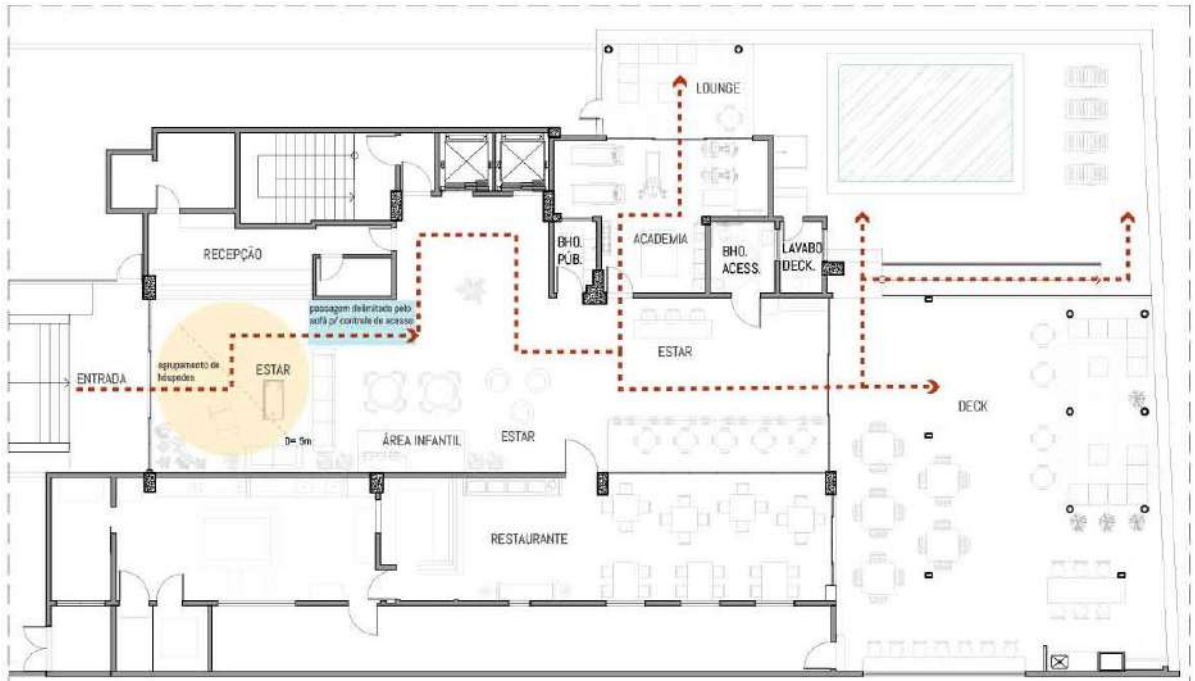 LOUNGE
BHO.
PÚB.
ACADEMIA
BHO.
ACESS.
LAVABO
DECK.
RECEPÇÃO
passagem delimitada pelo
sofá p/ controle de acesso
ENTRADA
agrupamento de
hóspedes
ESTAR
ESTAR
DECK
D= 5m
ÁREA INFANTIL
ESTAR
RESTAURANTE